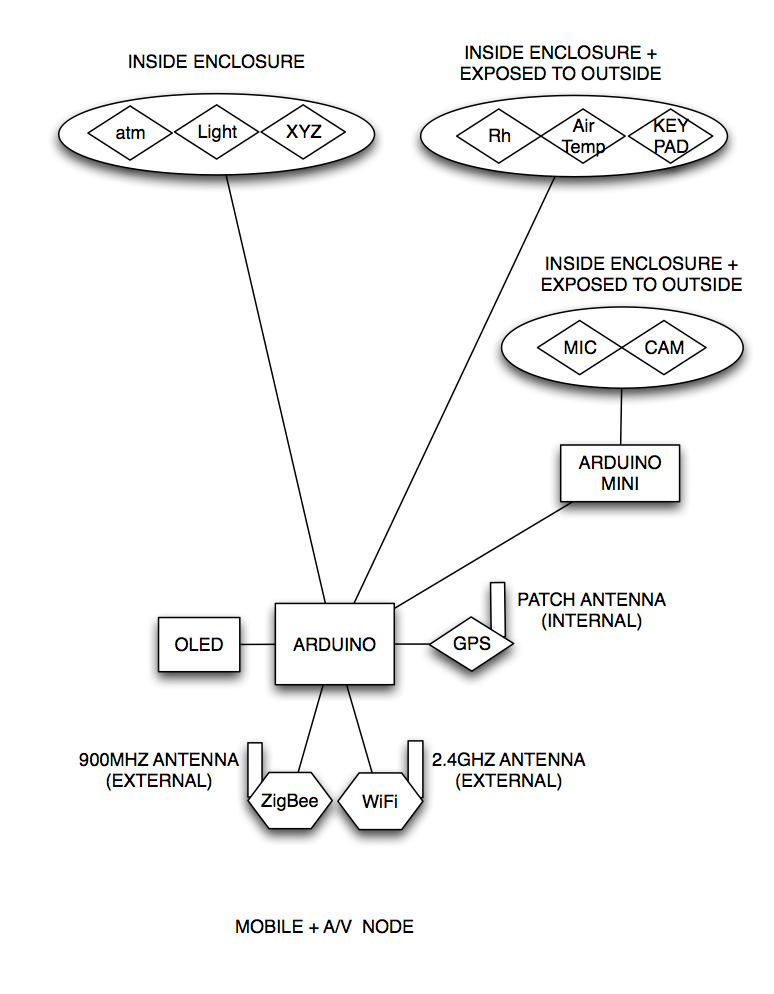 INSIDE ENCLOSURE
INSIDE ENCLOSURE +
EXPOSED TO OUTSIDE
atm
Light
XYZ
Rh
Air
Temp
KEY
PAD
INSIDE ENCLOSURE +
EXPOSED TO OUTSIDE
MIC
CAM
ARDUINO
MINI
PATCH ANTENNA
(INTERNAL)
OLED
ARDUINO
GPS
900MHZ ANTENNA
(EXTERNAL)
2.4GHZ ANTENNA
(EXTERNAL)
ZigBee
WiFi
MOBILE + A/V NODE